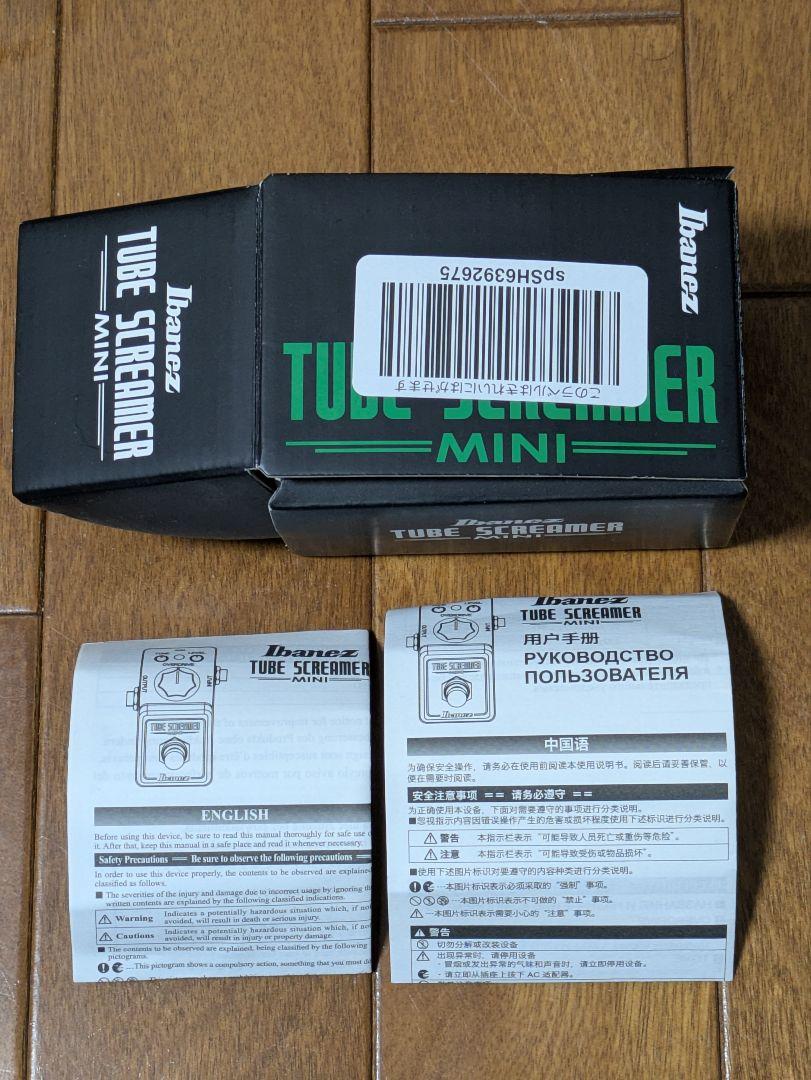 Ibanez
TUBE SCREAMER
MINI
Ibanez
spSH6392675
このラベルはきれいにはがせます
TUBE SCREAMER
MINI
Ibanez
TUBE SCREAMER
MINI
Ibanez
TUBE SCREAMER
MINI
LEVEL
OVERDRIVE
OUTPUT
INPUT
TUBE SCREAMER
Ibanez
ENGLISH
Before using this device, be sure to read this manual thoroughly for safe use
it. After that, keep this manual in a safe place and read it whenever necessary.
Safety Precautions == Be sure to observe the following precautions
In order to use this device properly, the contents to be observed are explained
classified as follows.
■ The severities of the injury and damage due to incorrect usage by ignoring
written contents are explained by the following classified indications.
Warning Indicates a potentially hazardous situation which, if not
avoided, will result in death or serious injury.
Cautions Indicates a potentially hazardous situation which, if not
avoided, will result in injury or property damage.
■ The contents to be observed are explained, being classified by the following
pictograms.
...This pictogram shows a compulsory action, something that you must
Ibanez
TUBE SCREAMER
MINI
用户手册
РУКОВОДСТВО
ПОЛЬЗОВАТЕЛЯ
OUTPUT
INPUT
TUBE SCREAMER
Ibanez
中国语
为确保安全操作，请务必在使用前阅读本使用说明书。阅读后请妥善保管、以
便在需要时阅读。
安全注意事项 == 请务必遵守 ==
为正确使用本设备，下面对需要遵守的事项进行分类说明。
■您视指示内容因错误操作产生的危害或损坏程度使用下述标识进行分类说明。
警告 本指示栏表示“可能导致人员死亡或重伤等危险”。
注意 本指示栏表示“可能导致受伤或物品损坏”。
■使用下述图片标识对要遵守的内容种类进行分类说明。
…本图片标识表示必须采取的“强制”事项。
…本图片标识表示不可做的“禁止”事项。
…本图片标识表示需要小心的“注意”事项。
警告
切勿分解或改装设备
出现异常时，请停用设备
・冒烟或发出异常的气味和声音时，请立即停用设备。
・请立即从插座上拔下 AC 适配器。